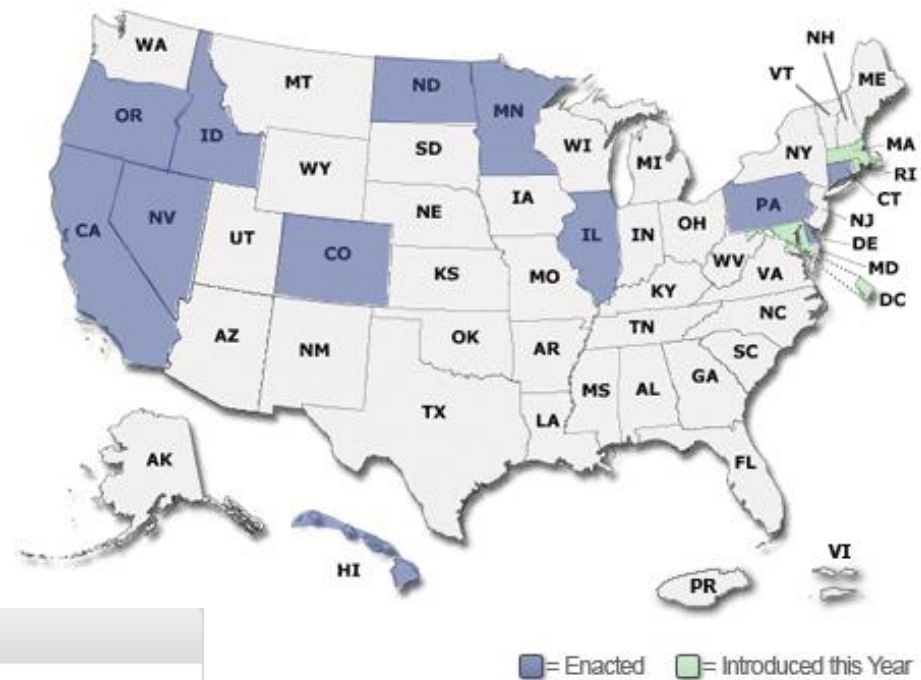 NH
WA
VT
ME
MT
ND
MN
OR
ID
SD
WI
MI
NY
MA
RI
CT
WY
IA
PA
NE
NJ
CA
NV
UT
CO
IL
IN
OH
DE
KS
MO
WV
VA
MD
KY
DC
NC
TN
AZ
NM
OK
AR
SC
MS
AL
GA
TX
LA
FL
AK
VI
HI
PR
= Enacted = Introduced this Year